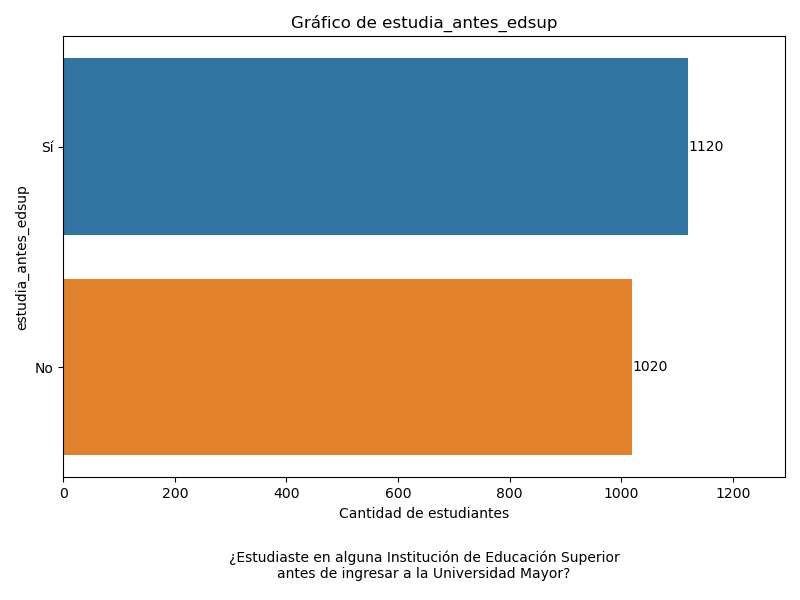 Gráfico de estudia_antes_edsup
estudia_antes_edsup
Sí
1120
No
1020
0 200 400 600 800 1000 1200
Cantidad de estudiantes
¿Estudiaste en alguna Institución de Educación Superior
antes de ingresar a la Universidad Mayor?